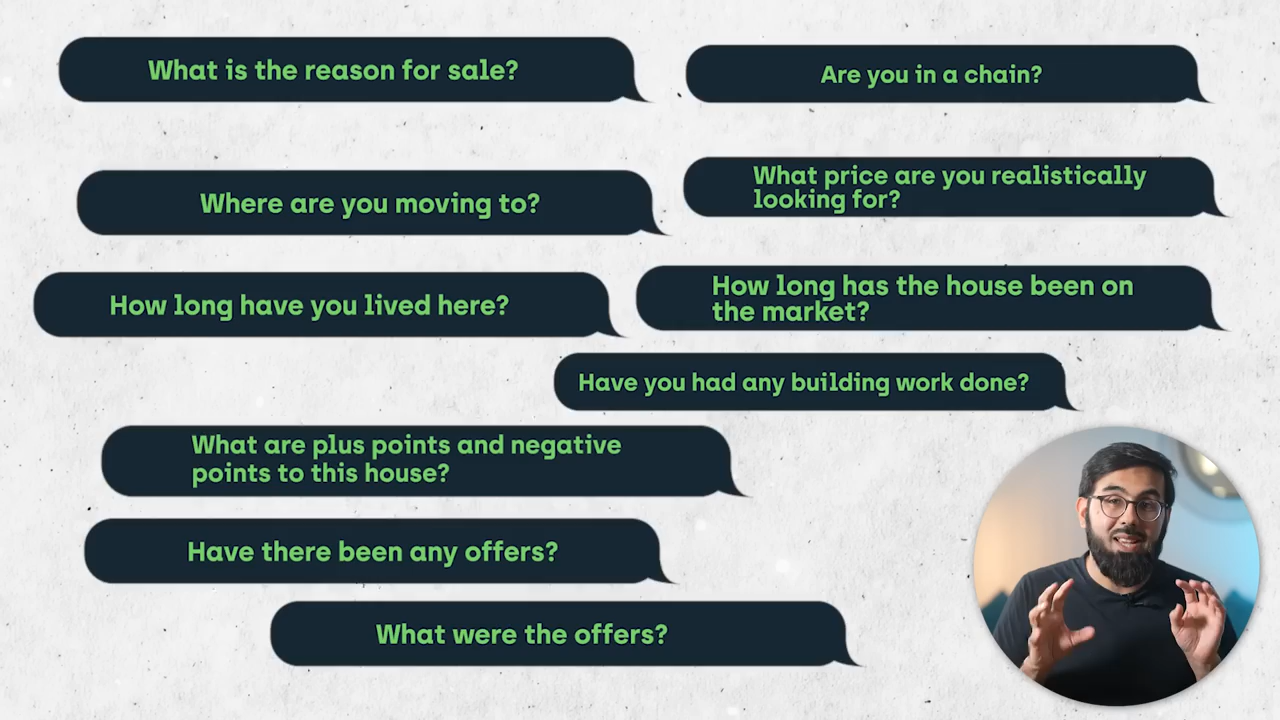 What is the reason for sale?
Are you in a chain?
Where are you moving to?
What price are you realistically
looking for?
How long have you lived here?
How long has the house been on
the market?
Have you had any building work done?
What are plus points and negative
points to this house?
Have there been any offers?
What were the offers?